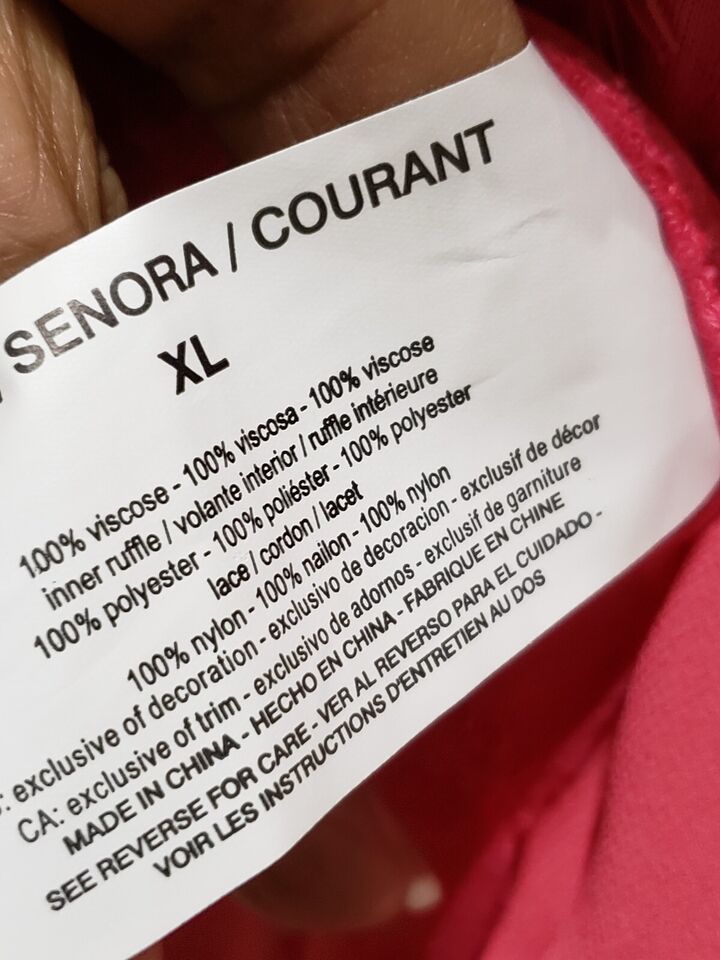 SENORA / COURANT
XL
100% viscose - 100% viscosa - 100% viscose
inner ruffle / volante interior / ruffle intérieure
100% polyester - 100% poliéster - 100% polyester
lace / cordon / lacet
100% nylon - 100% nailon - 100% nylon
: exclusive of decoration - exclusivo de decoracion - exclusif de décor
CA: exclusive of trim - exclusivo de adornos - exclusif de garniture
MADE IN CHINA - HECHO EN CHINA - FABRIQUE EN CHINE
SEE REVERSE FOR CARE - VER AL REVERSO PARA EL CUIDADO -
VOIR LES INSTRUCTIONS D'ENTRETIEN AU DOS